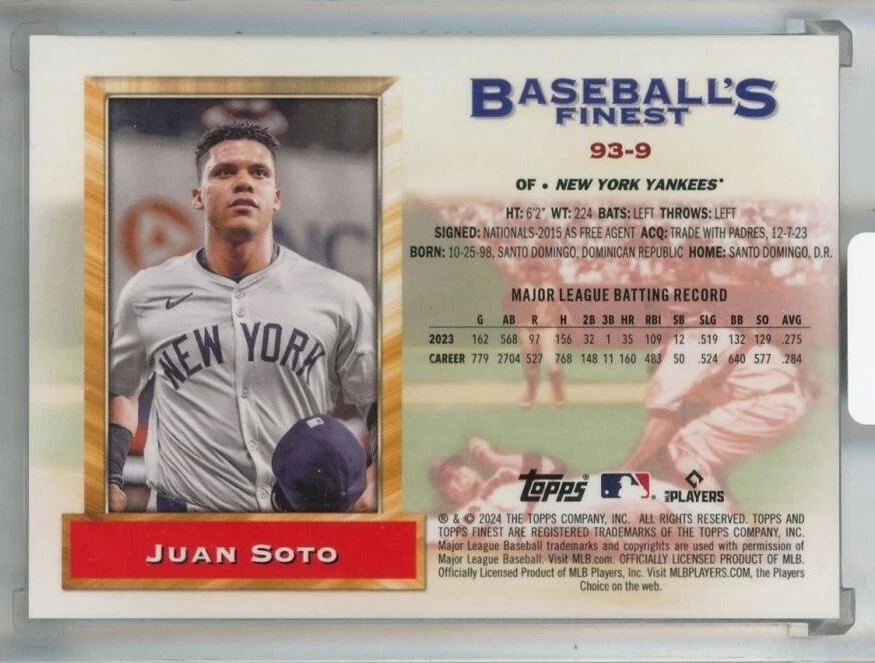 BASEBALL'S
FINEST
93-9
OF • NEW YORK YANKEES®
HT: 6'2" WT: 224 BATS: LEFT THROWS: LEFT
SIGNED: NATIONALS-2015 AS FREE AGENT ACQ: TRADE WITH PADRES, 12-7-23
BORN: 10-25-98, SANTO DOMINGO, DOMINICAN REPUBLIC HOME: SANTO DOMINGO, D.R.
MAJOR LEAGUE BATTING RECORD
G AB R H 2B 3B HR RBI SB SLG BB SO AVG
2023 162 568 97 156 32 1 35 109 12 .519 132 129 .275
CAREER 779 2704 527 768 148 11 160 483 50 .524 640 577 .284
NEW YORK
TOPPS® PLAYERS
® & © 2024 THE TOPPS COMPANY, INC. ALL RIGHTS RESERVED. TOPPS AND
TOPPS FINEST ARE REGISTERED TRADEMARKS OF THE TOPPS COMPANY, INC.
Major League Baseball trademarks and copyrights are used with permission of
Major League Baseball. Visit MLB.com. OFFICIALLY LICENSED PRODUCT OF MLB.
Officially Licensed Product of MLB Players, Inc. Visit MLBPLAYERS.COM, the Players
Choice on the web.
JUAN SOTO